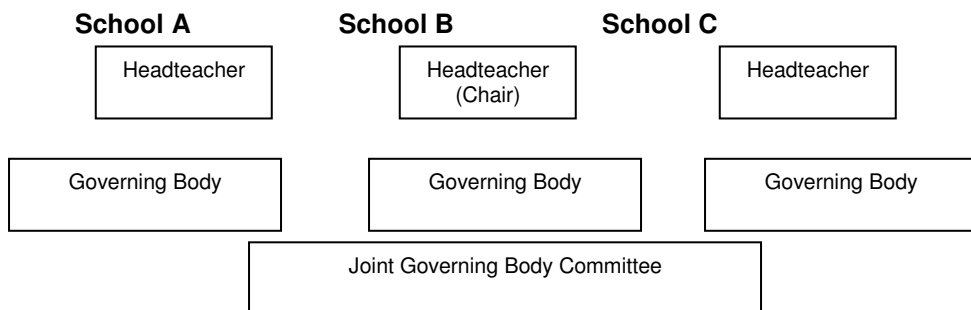 School A School B School C
Headteacher Headteacher (Chair) Headteacher
Governing Body Governing Body Governing Body
Joint Governing Body Committee